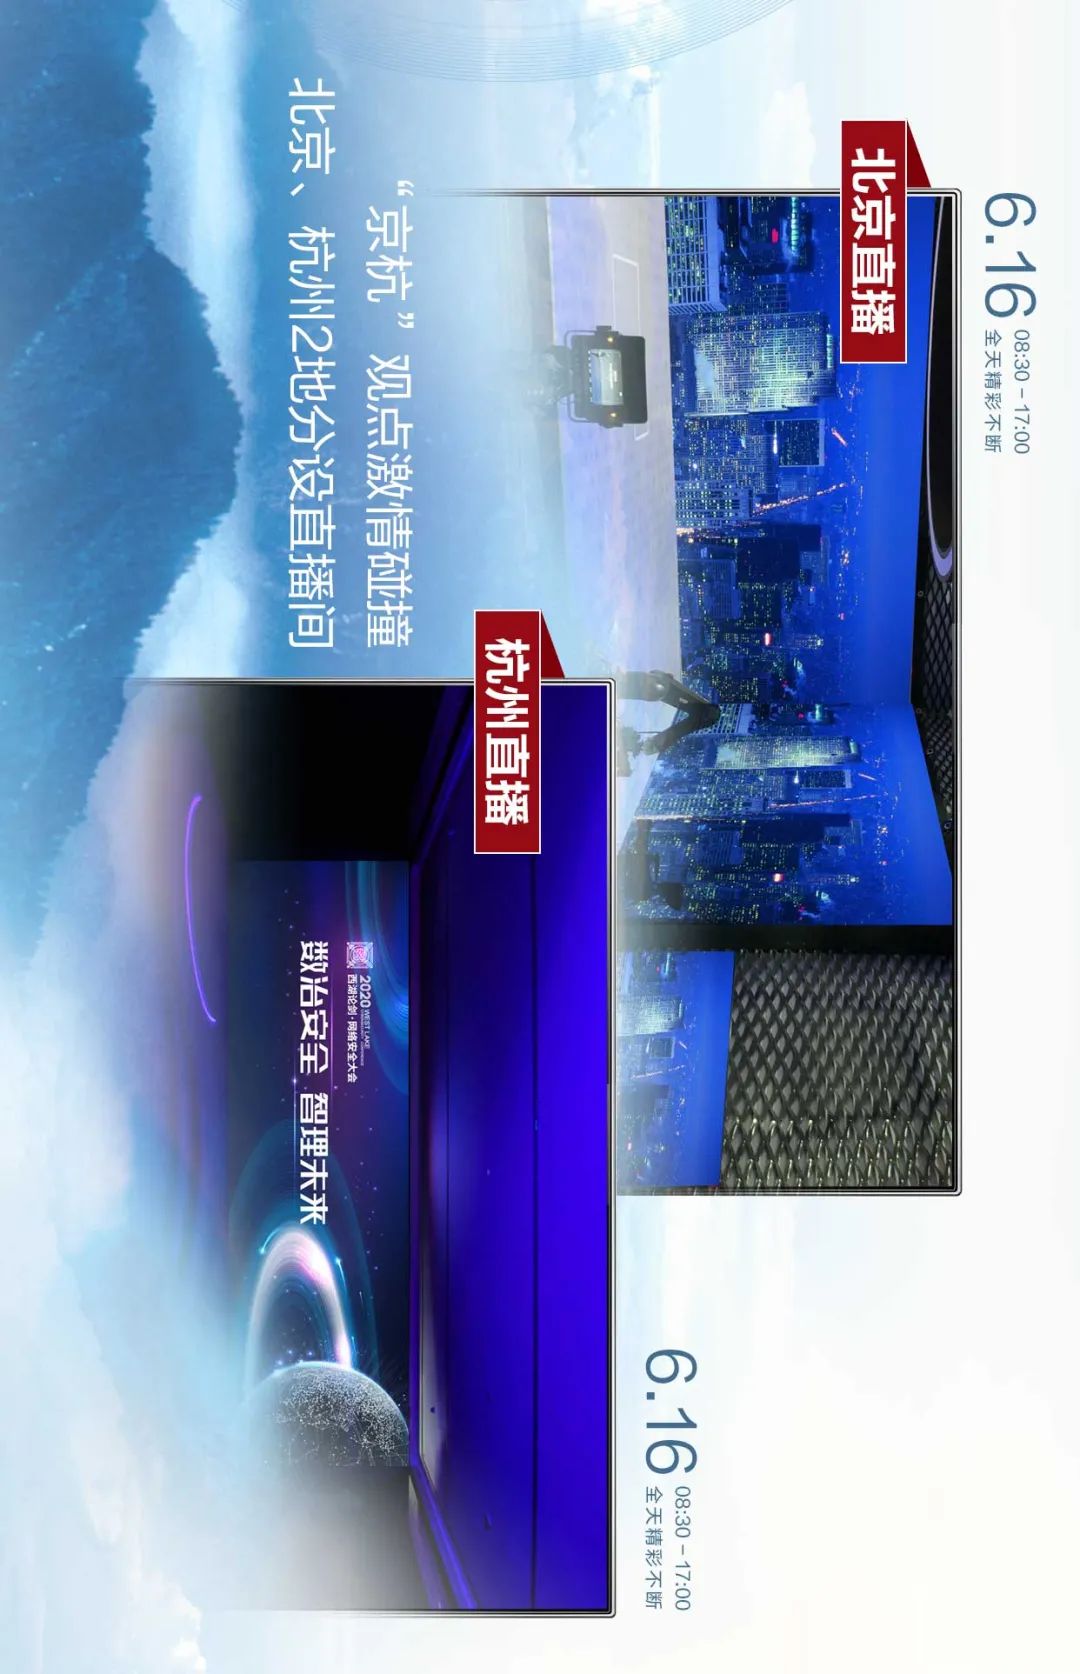 6.16
08:30 - 17:00
全天精彩不断
北京直播
“京杭”观点激情碰撞
北京、杭州2地分设直播间
6.16
08:30 - 17:00
全天精彩不断
杭州直播
2020 WEST LAKE
西湖论剑·网络安全大会
数治安全 智理未来